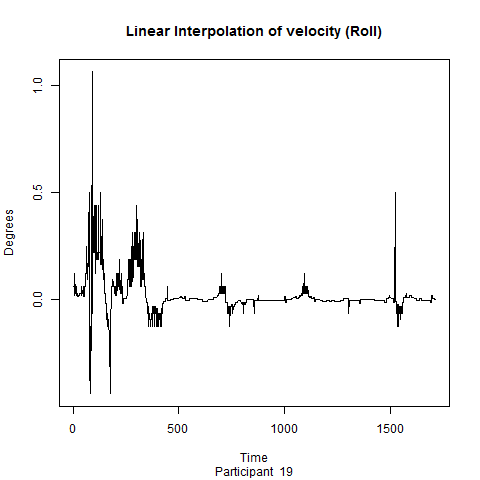 Linear Interpolation of velocity (Roll)
1.0
0.5
0.0
Degrees
0 500 1000 1500
Time
Participant 19